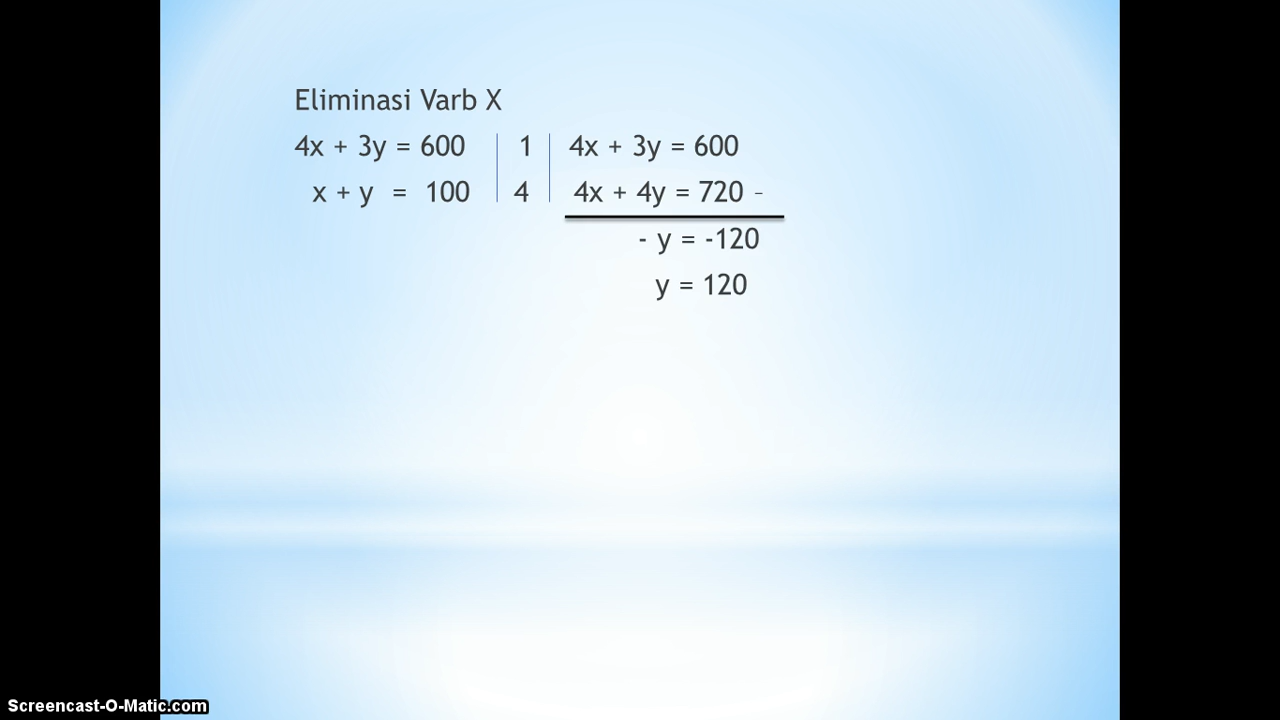 Eliminasi Varb X
4x + 3y = 600 | 1 | 4x + 3y = 600
x + y = 100 | 4 | 4x + 4y = 720 -
- y = -120
y = 120
Screencast-O-Matic.com